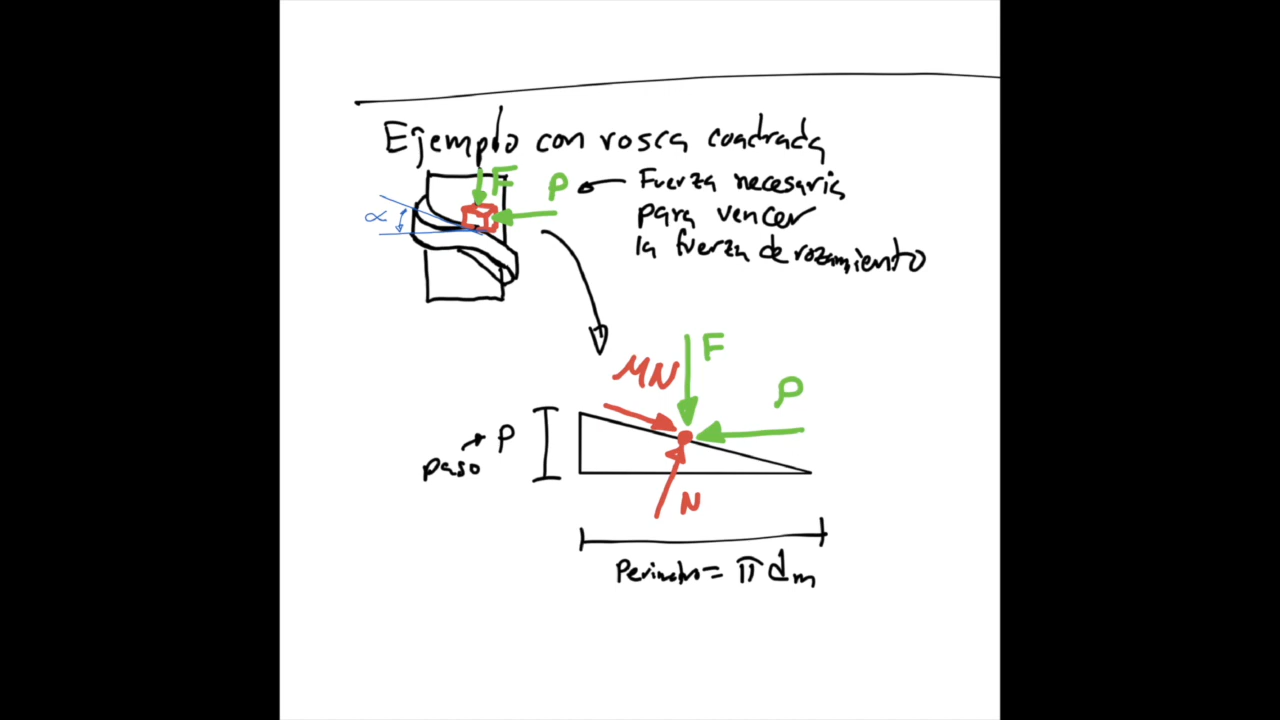 Ejemplo con rosca cuadrada
F
P
Fuerza necesaria
para vencer
la fuerza de rozamiento
α
F
μN
P
P
paso
N
Perimetro = π dm